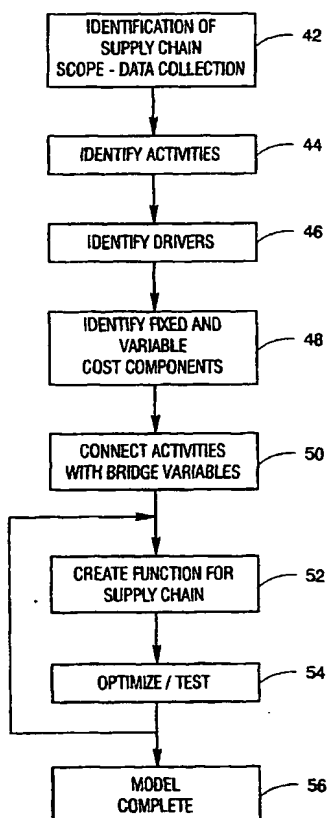 IDENTIFICATION OF
SUPPLY CHAIN
SCOPE - DATA COLLECTION
42
IDENTIFY ACTIVITIES
44
IDENTIFY DRIVERS
46
IDENTIFY FIXED AND
VARIABLE
COST COMPONENTS
48
CONNECT ACTIVITIES
WITH BRIDGE VARIABLES
50
CREATE FUNCTION FOR
SUPPLY CHAIN
52
OPTIMIZE / TEST
54
MODEL
COMPLETE
56